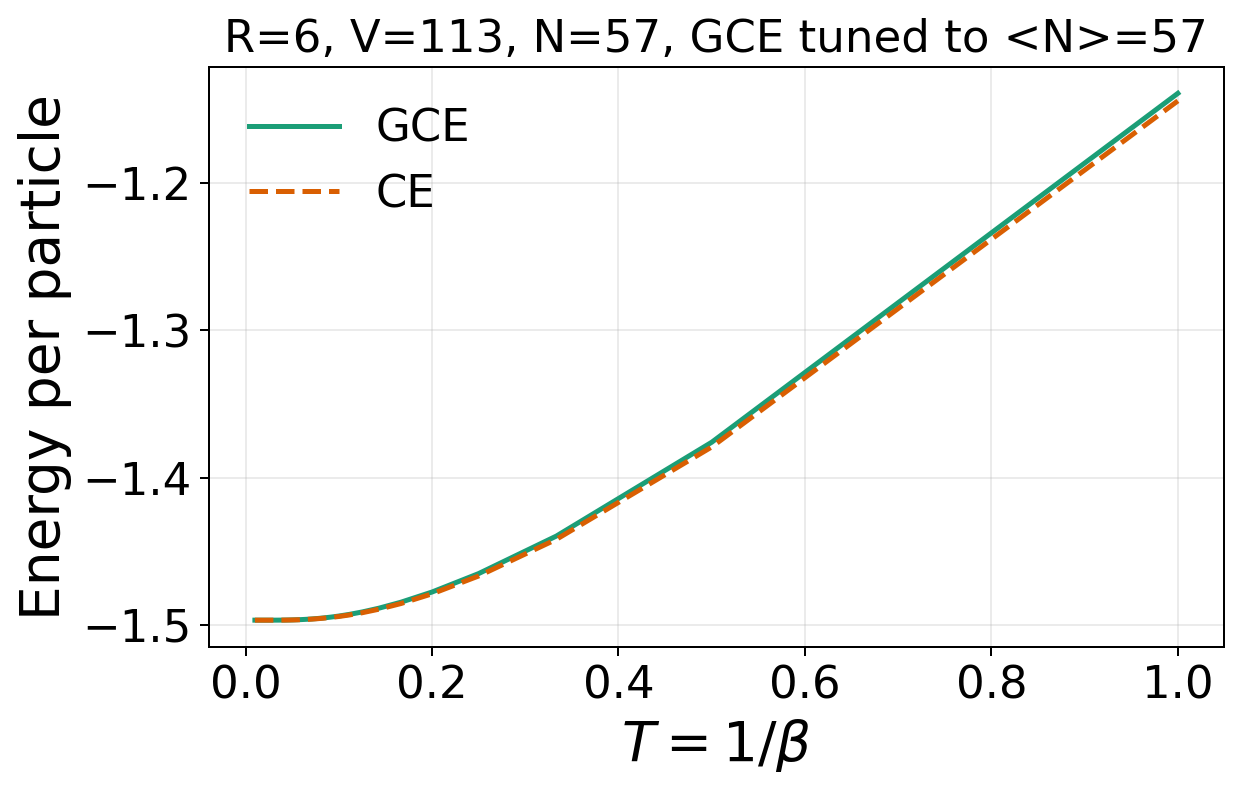 R=6, V=113, N=57, GCE tuned to <N>=57
GCE
CE
Energy per particle
−1.2
−1.3
−1.4
−1.5
0.0 0.2 0.4 0.6 0.8 1.0
T = 1/β